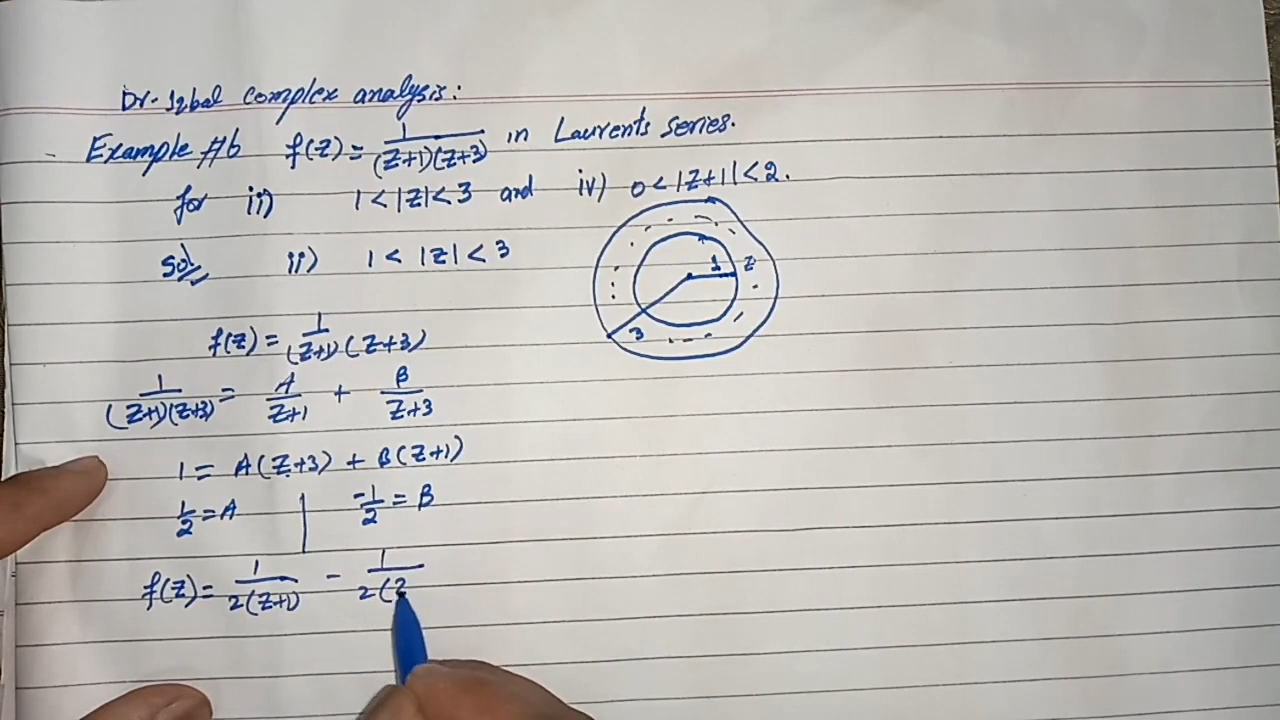 Dr. Iqbal complex analysis:
Example #6 f(z) = 1/((z+1)(z+3)) in Laurents series.
for ii) 1 < |z| < 3 and iv) 0 < |z+1| < 2.
Sol ii) 1 < |z| < 3
1 z
3
f(z) = 1/((z+1)(z+3))
1/((z+1)(z+3)) = A/(z+1) + B/(z+3)
1 = A(z+3) + B(z+1)
1/2 = A | -1/2 = B
f(z) = 1/(2(z+1)) - 1/(2(z